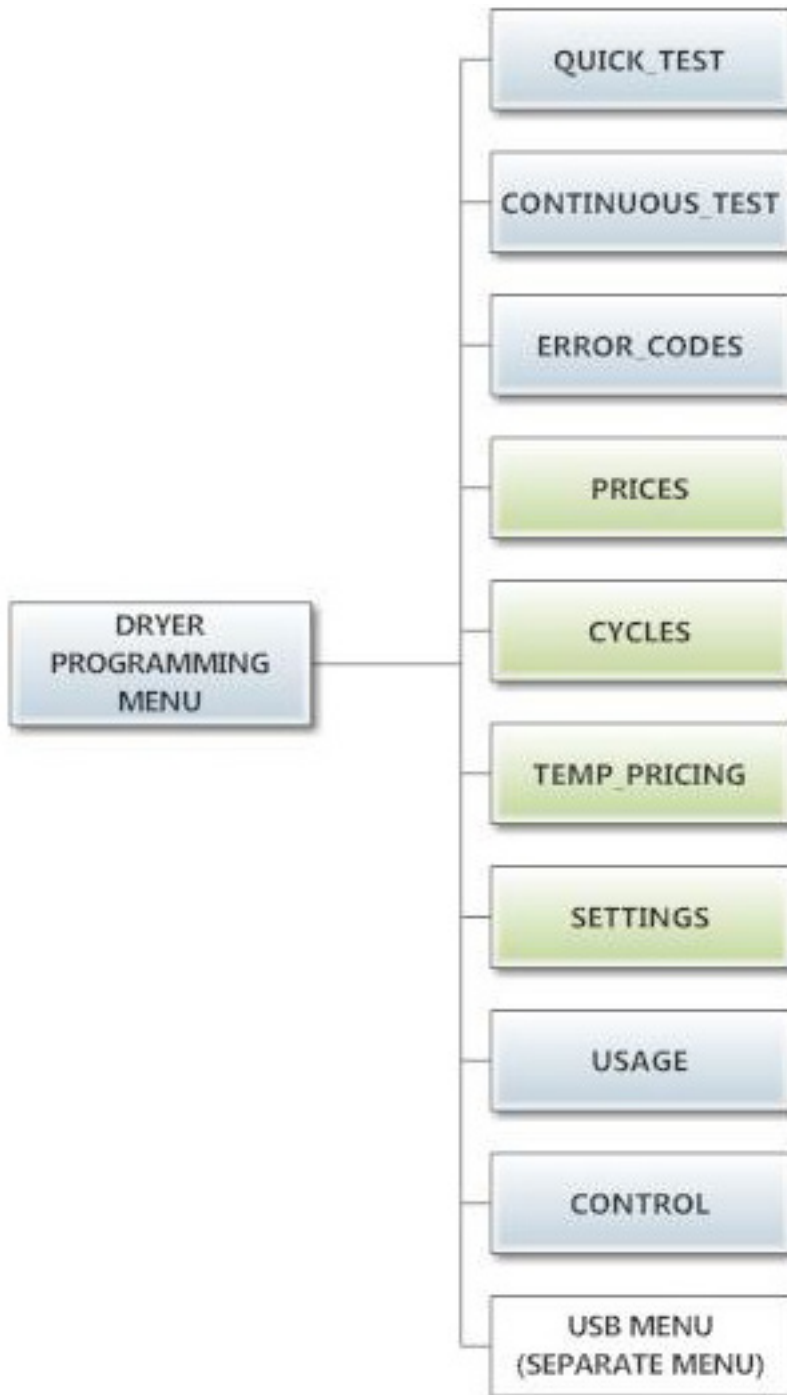 QUICK_TEST
CONTINUOUS_TEST
ERROR_CODES
PRICES
CYCLES
DRYER
PROGRAMMING
MENU
TEMP_PRICING
SETTINGS
USAGE
CONTROL
USB MENU
(SEPARATE MENU)